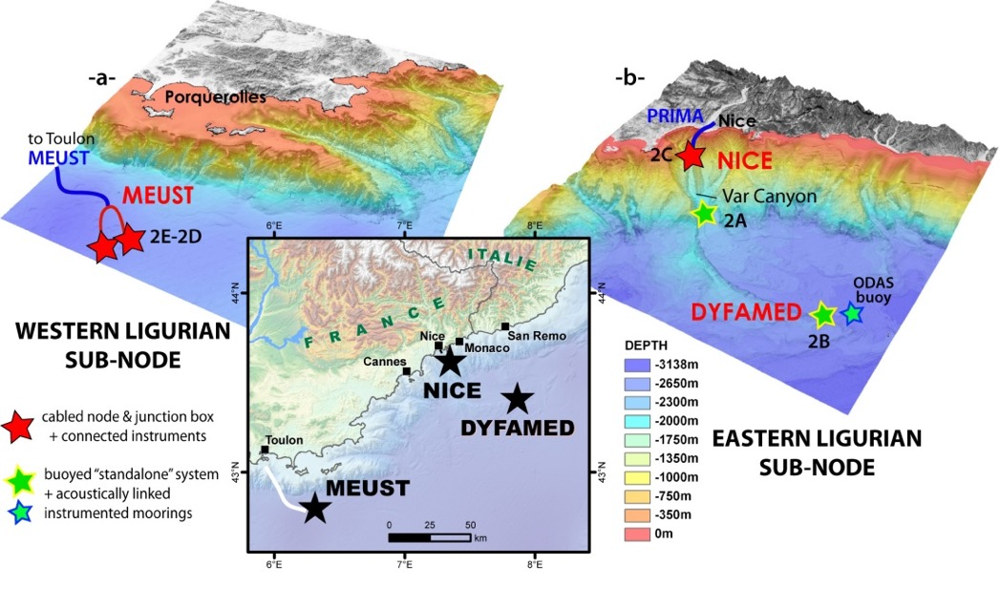 -a-
Porquerolles
to Toulon
MEUST
MEUST
2E-2D
WESTERN LIGURIAN
SUB-NODE
cabled node & junction box
+ connected instruments
buoyed "standalone" system
+ acoustically linked
instrumented moorings
6°E
7°E
8°E
44°N
43°N
ITALIE
FRANCE
Nice
San Remo
Monaco
Cannes
NICE
DYFAMED
Toulon
MEUST
0 25 50
km
44°N
43°N
6°E
7°E
8°E
-b-
PRIMA
Nice
2C
NICE
Var Canyon
2A
ODAS
buoy
DYFAMED
2B
DEPTH
-3138m
-2650m
-2300m
-2000m
-1750m
-1350m
-1000m
-750m
-350m
0m
EASTERN LIGURIAN
SUB-NODE